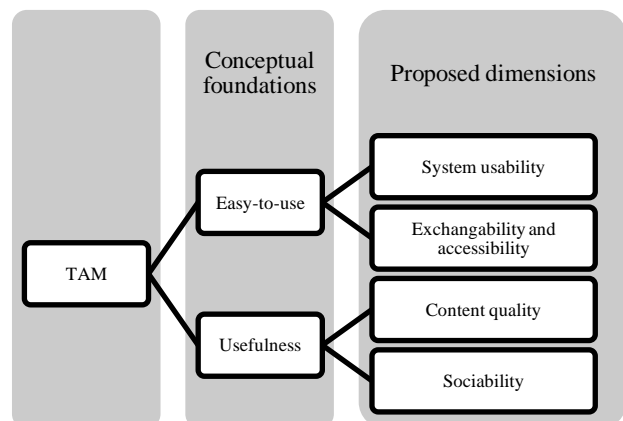 Conceptual
foundations
Proposed dimensions
TAM
Easy-to-use
Usefulness
System usability
Exchangability and
accessibility
Content quality
Sociability